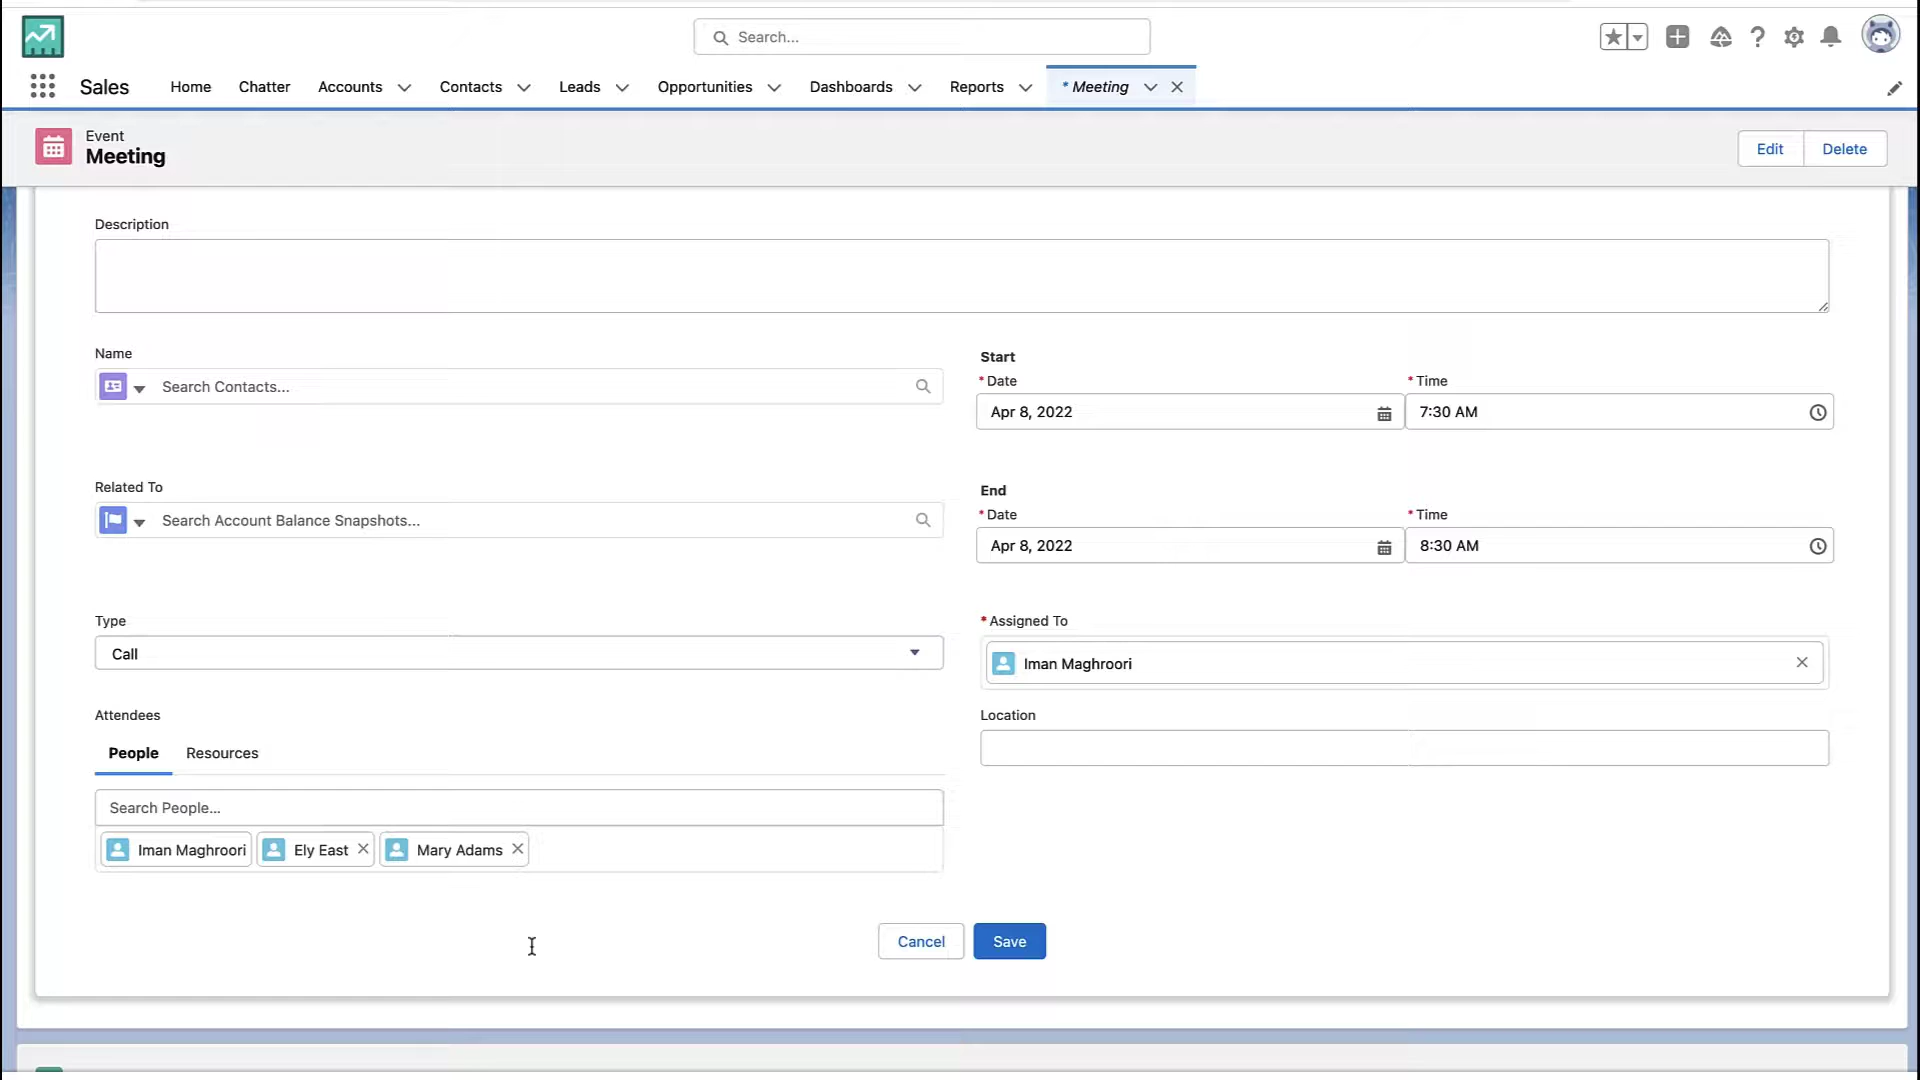 Search...
Sales
Home
Chatter
Accounts
Contacts
Leads
Opportunities
Dashboards
Reports
* Meeting
Event
Meeting
Edit
Delete
Description
Name
Search Contacts...
Start
* Date
* Time
Apr 8, 2022
7:30 AM
Related To
Search Account Balance Snapshots...
End
* Date
* Time
Apr 8, 2022
8:30 AM
Type
Call
* Assigned To
Iman Maghroori
Attendees
People
Resources
Location
Search People...
Iman Maghroori
Ely East
Mary Adams
Cancel
Save